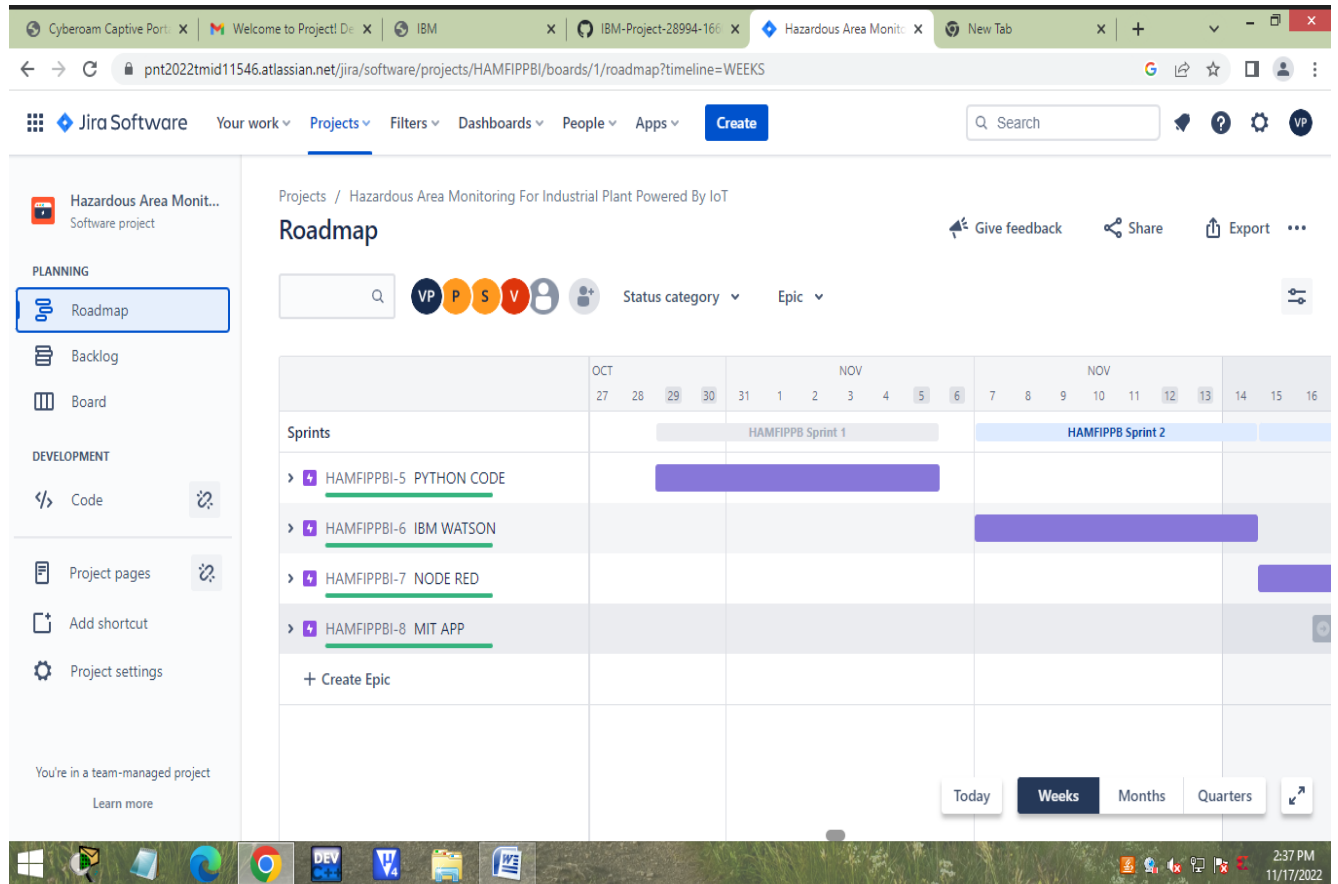 Cyberoam Captive Port
Welcome to Project! De
IBM
IBM-Project-28994-166
Hazardous Area Monito
New Tab
pnt2022tmid11546.atlassian.net/jira/software/projects/HAMFIPPBI/boards/1/roadmap?timeline=WEEKS
Jira Software
Your work
Projects
Filters
Dashboards
People
Apps
Create
Search
VP
Hazardous Area Monit...
Software project
PLANNING
Roadmap
Backlog
Board
DEVELOPMENT
Code
Project pages
Add shortcut
Project settings
You're in a team-managed project
Learn more
Projects / Hazardous Area Monitoring For Industrial Plant Powered By IoT
Roadmap
Give feedback
Share
Export
VP P S V
Status category
Epic
OCT NOV NOV
27 28 29 30 31 1 2 3 4 5 6 7 8 9 10 11 12 13 14 15 16
Sprints
HAMFIPPB Sprint 1
HAMFIPPB Sprint 2
HAMFIPPBI-5 PYTHON CODE
HAMFIPPBI-6 IBM WATSON
HAMFIPPBI-7 NODE RED
HAMFIPPBI-8 MIT APP
+ Create Epic
Today
Weeks
Months
Quarters
DEV
C++
V4
2:37 PM
11/17/2022